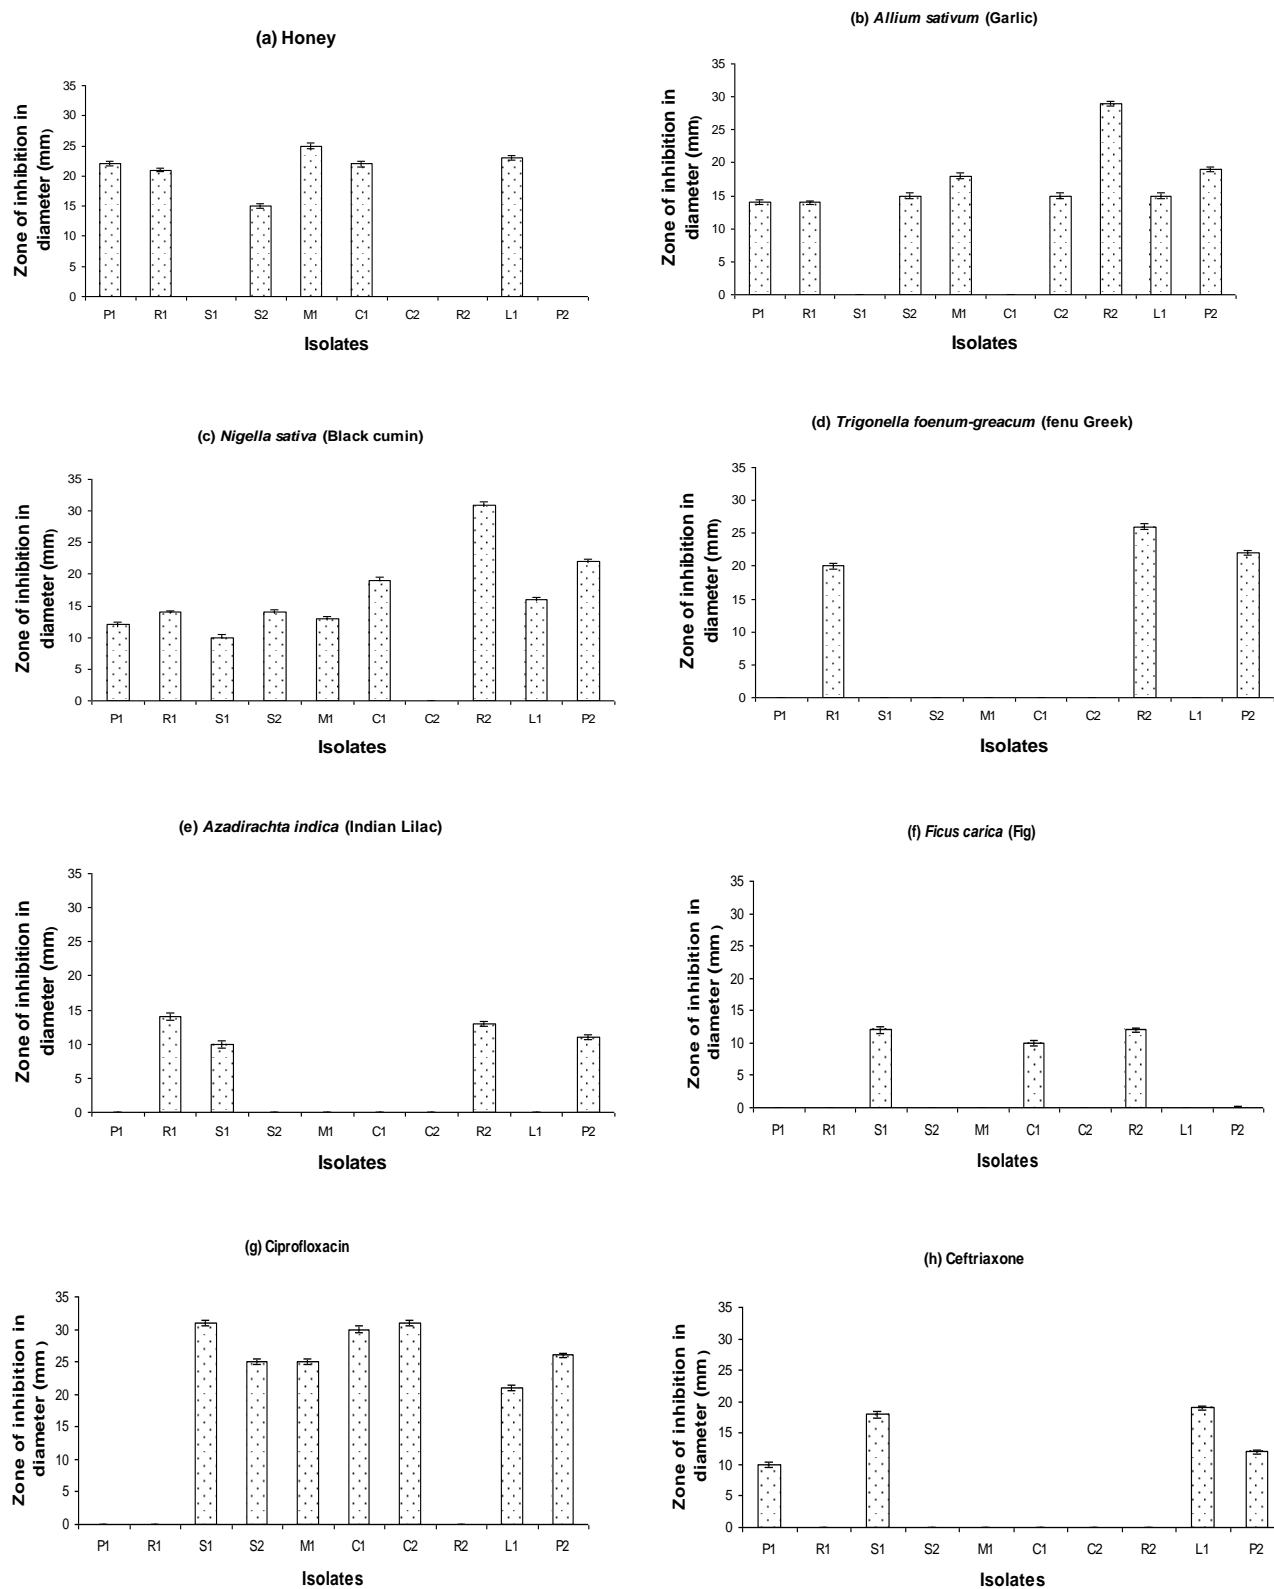 (a) Honey
Zone of inhibition in
diameter (mm)
35
30
25
20
15
10
5
0
P1 R1 S1 S2 M1 C1 C2 R2 L1 P2
Isolates
(b) Allium sativum (Garlic)
Zone of inhibition in
diameter (mm)
35
30
25
20
15
10
5
0
P1 R1 S1 S2 M1 C1 C2 R2 L1 P2
Isolates
(c) Nigella sativa (Black cumin)
Zone of inhibition in
diameter (mm)
35
30
25
20
15
10
5
0
P1 R1 S1 S2 M1 C1 C2 R2 L1 P2
Isolates
(d) Trigonella foenum-greacum (fenu Greek)
Zone of inhibition in
diameter (mm)
35
30
25
20
15
10
5
0
P1 R1 S1 S2 M1 C1 C2 R2 L1 P2
Isolates
(e) Azadirachta indica (Indian Lilac)
Zone of inhibition in
diameter (mm)
35
30
25
20
15
10
5
0
P1 R1 S1 S2 M1 C1 C2 R2 L1 P2
Isolates
(f) Ficus carica (Fig)
Zone of inhibition in
diameter (mm)
35
30
25
20
15
10
5
0
P1 R1 S1 S2 M1 C1 C2 R2 L1 P2
Isolates
(g) Ciprofloxacin
Zone of inhibition in
diameter (mm)
35
30
25
20
15
10
5
0
P1 R1 S1 S2 M1 C1 C2 R2 L1 P2
Isolates
(h) Ceftriaxone
Zone of inhibition in
diameter (mm)
35
30
25
20
15
10
5
0
P1 R1 S1 S2 M1 C1 C2 R2 L1 P2
Isolates